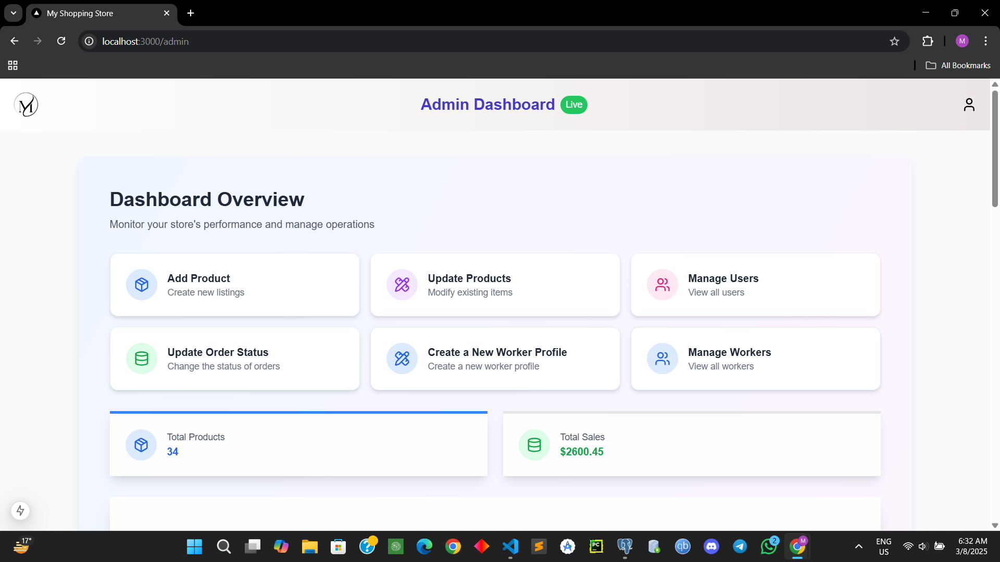 My Shopping Store
localhost:3000/admin
M
All Bookmarks
M
Admin Dashboard Live
Dashboard Overview
Monitor your store's performance and manage operations
Add Product
Create new listings
Update Products
Modify existing items
Manage Users
View all users
Update Order Status
Change the status of orders
Create a New Worker Profile
Create a new worker profile
Manage Workers
View all workers
Total Products
34
Total Sales
$2600.45
17°
PC
qb
2
M
ENG
US
6:32 AM
3/8/2025